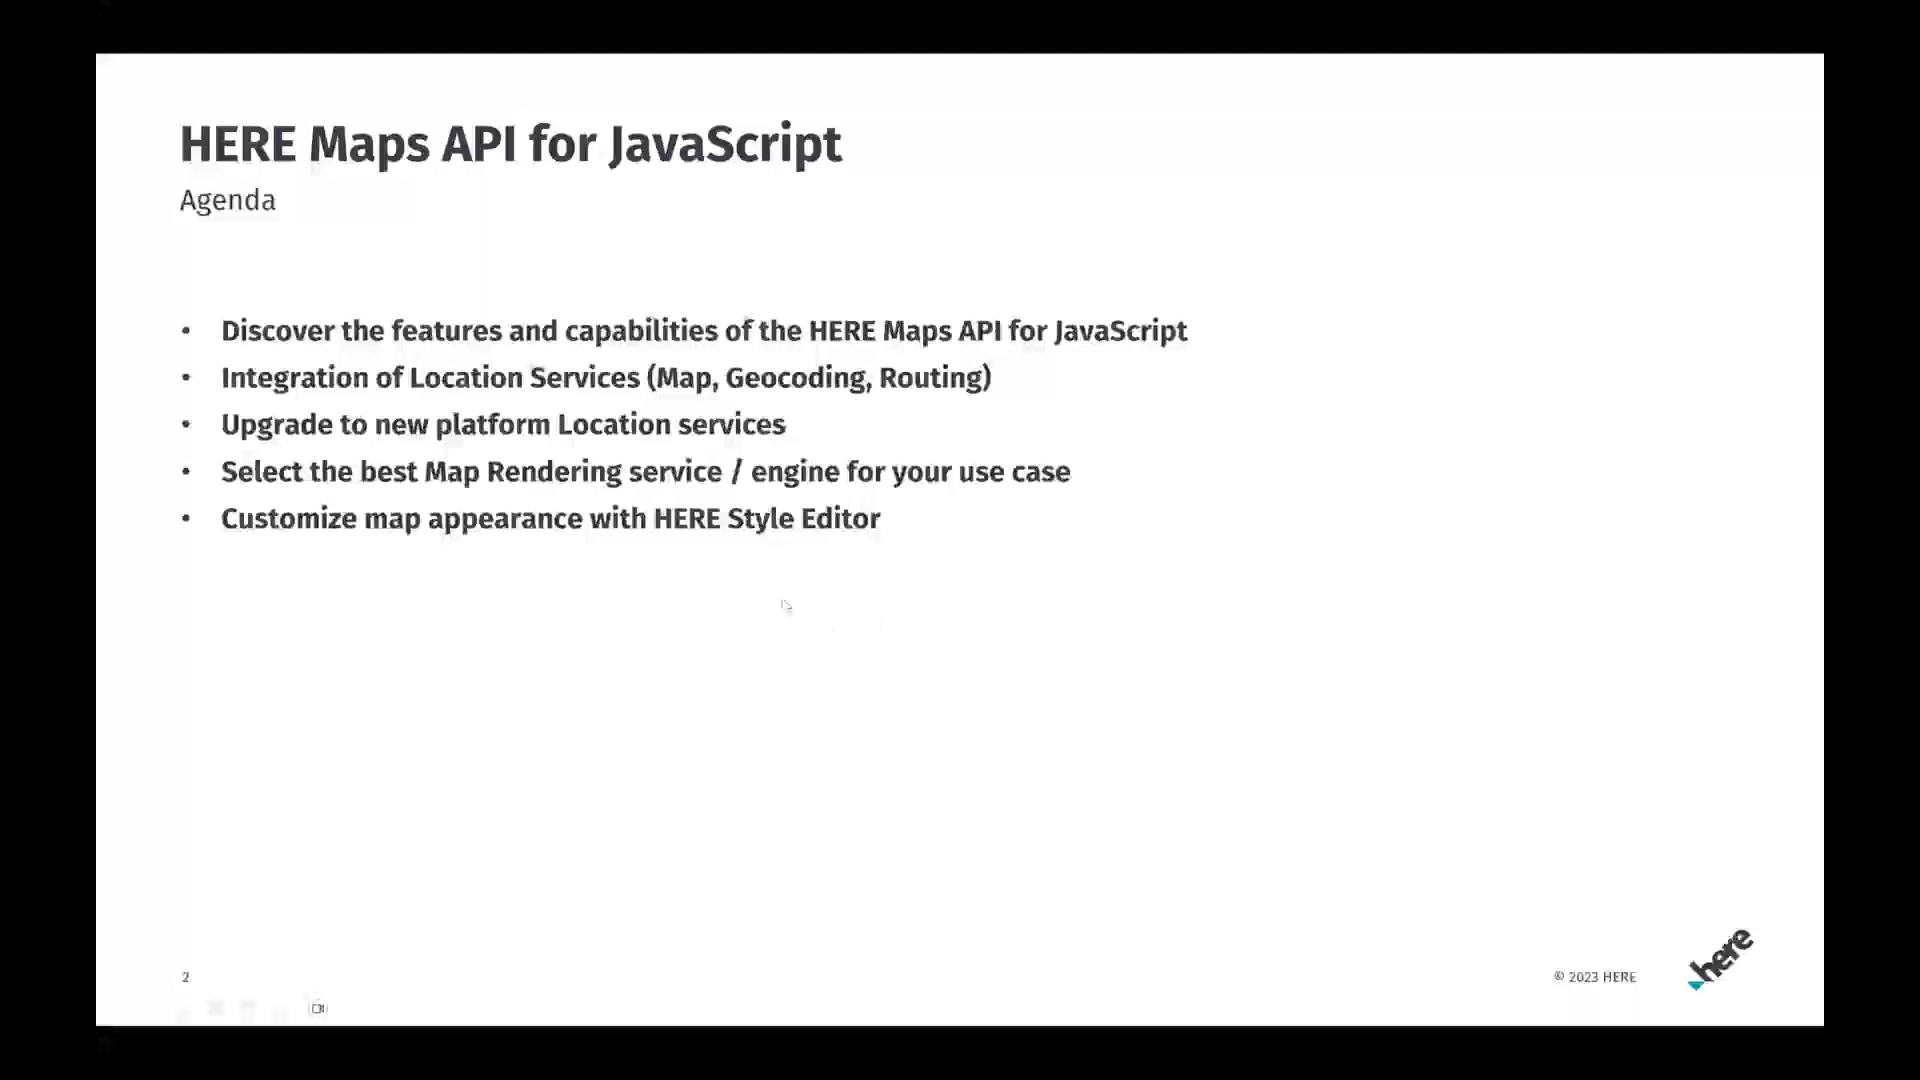 HERE Maps API for JavaScript
Agenda
• Discover the features and capabilities of the HERE Maps API for JavaScript
• Integration of Location Services (Map, Geocoding, Routing)
• Upgrade to new platform Location services
• Select the best Map Rendering service / engine for your use case
• Customize map appearance with HERE Style Editor
2
© 2023 HERE
here